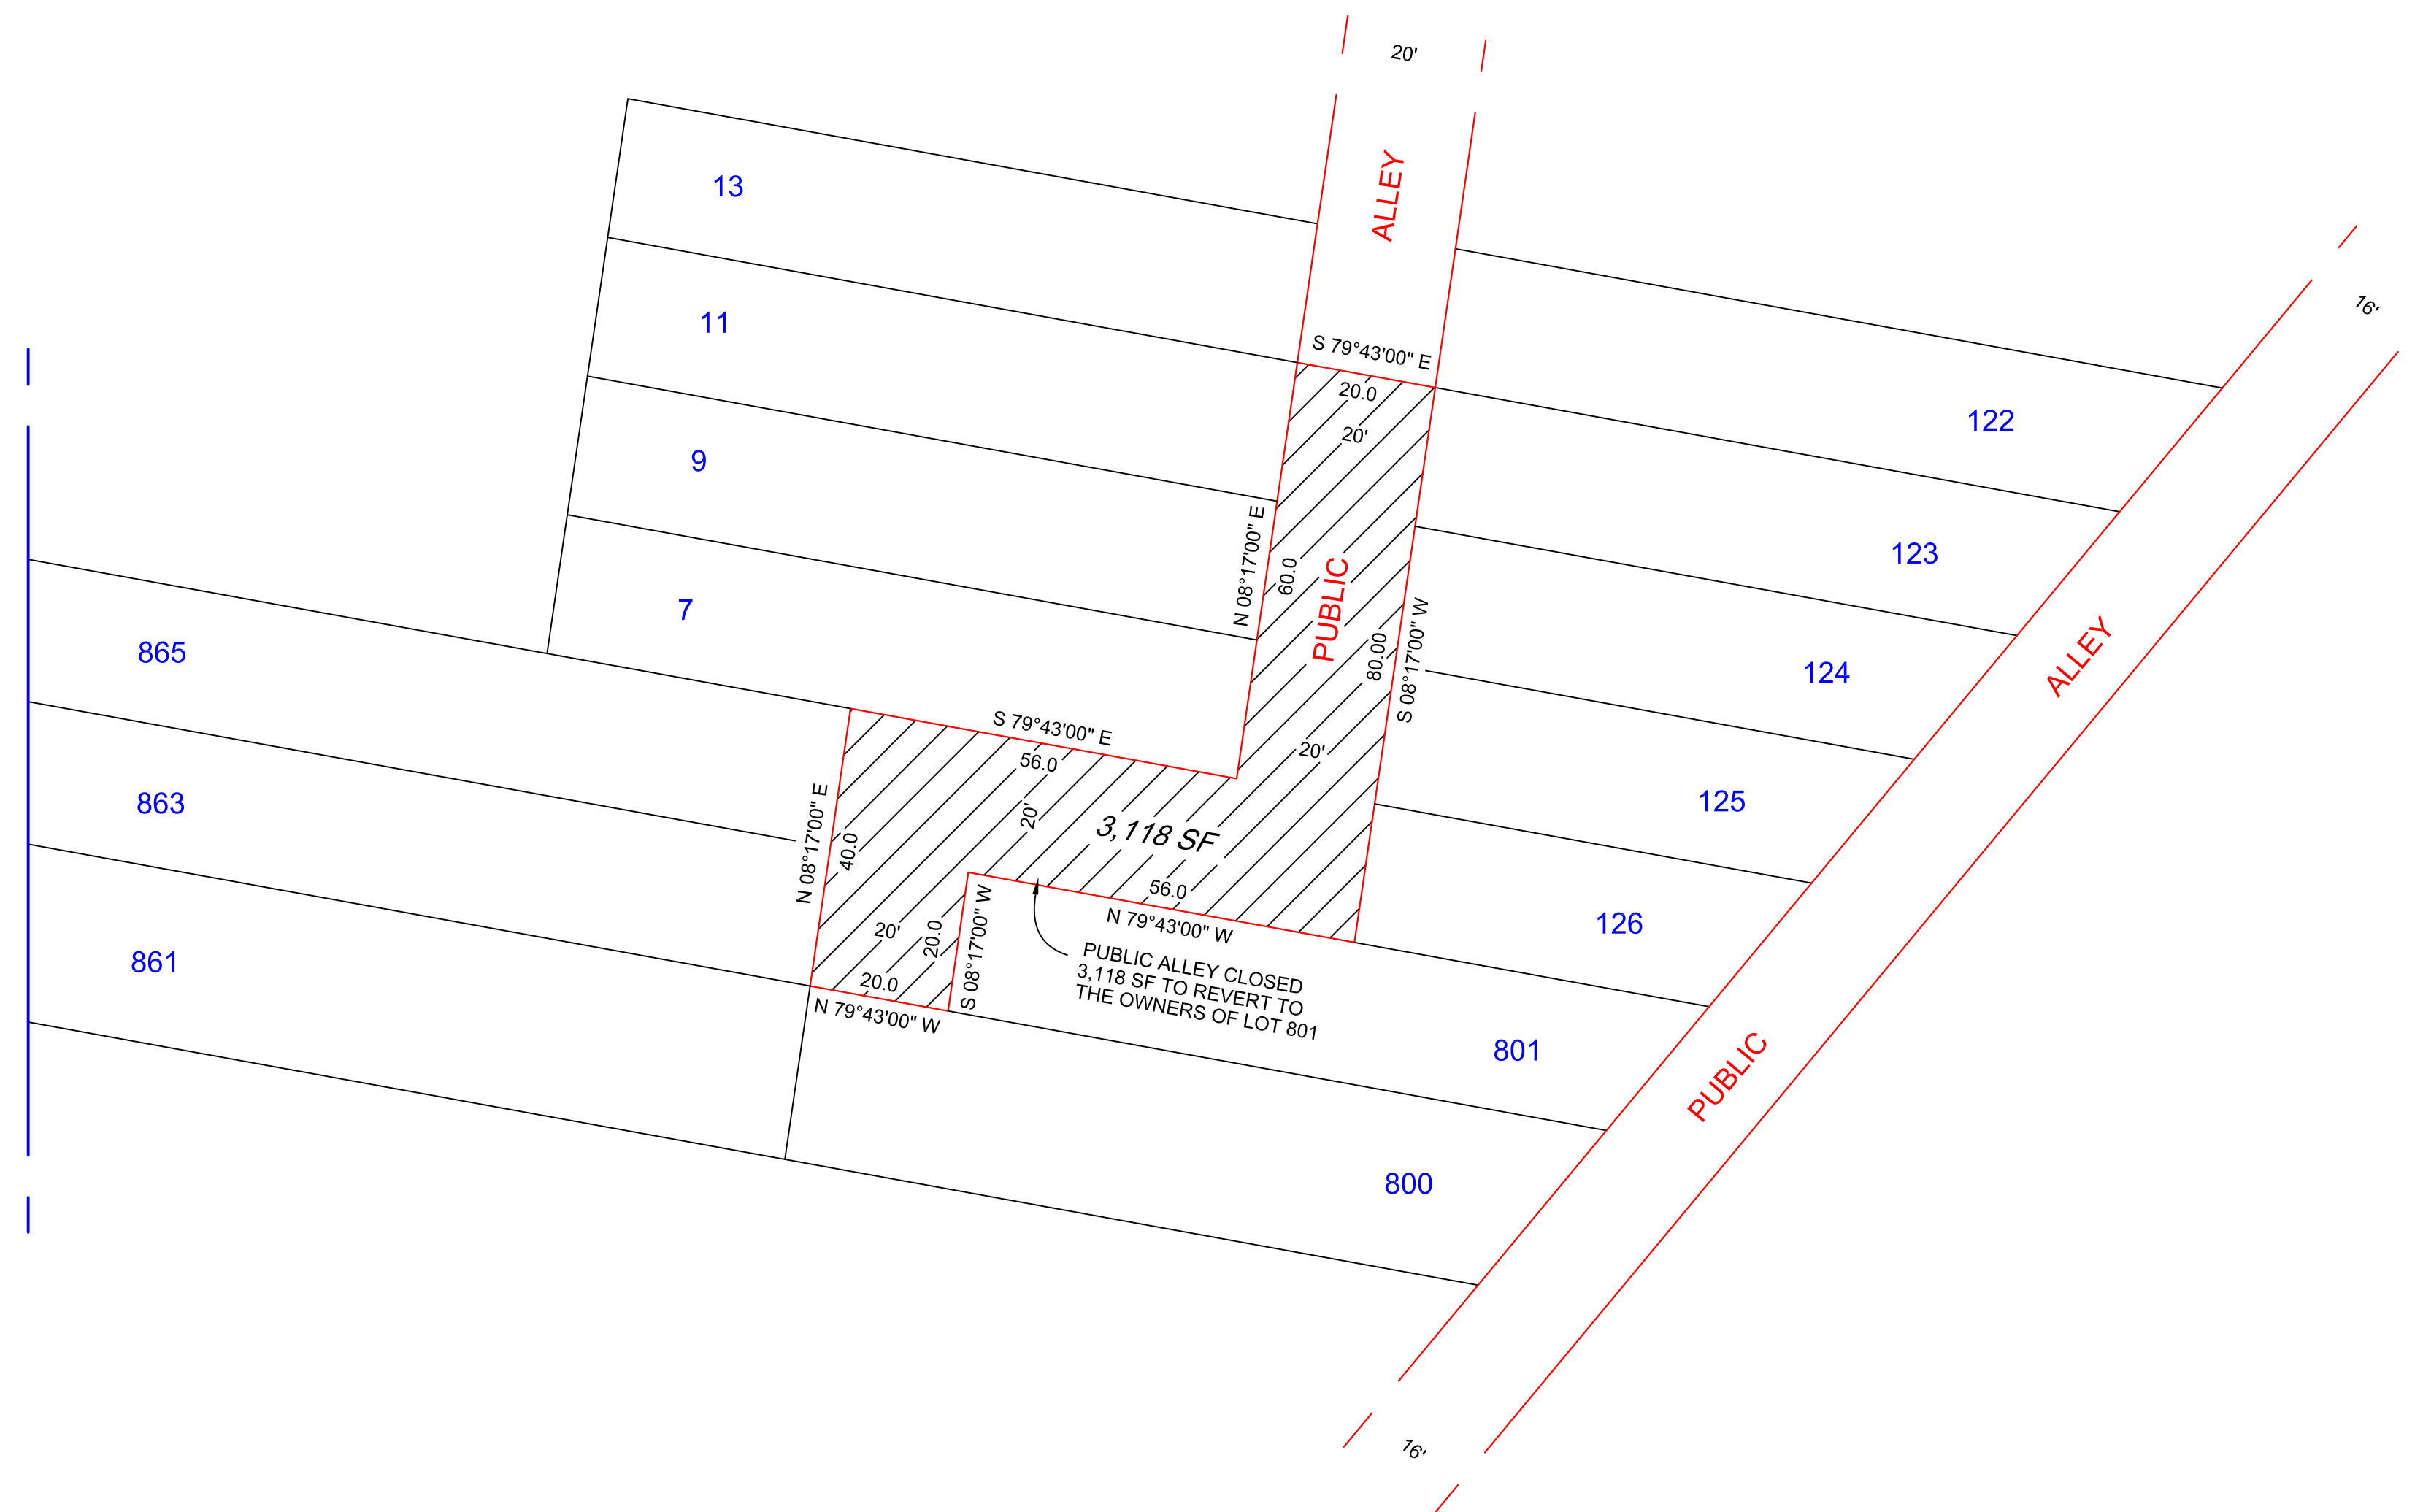 20'
ALLEY
13
16'
11
S 79°43'00" E
20.0
122
20'
9
N 08°17'00" E
60.0
PUBLIC
123
7
865
80.00
S 08°17'00" W
124
ALLEY
S 79°43'00" E
56.0
20'
863
N 08°17'00" E
40.0
20'
3,118 SF
125
56.0
N 79°43'00" W
126
20'
20.0
S 08°17'00" W
861
20.0
N 79°43'00" W
PUBLIC ALLEY CLOSED
3,118 SF TO REVERT TO
THE OWNERS OF LOT 801
801
PUBLIC
800
16'